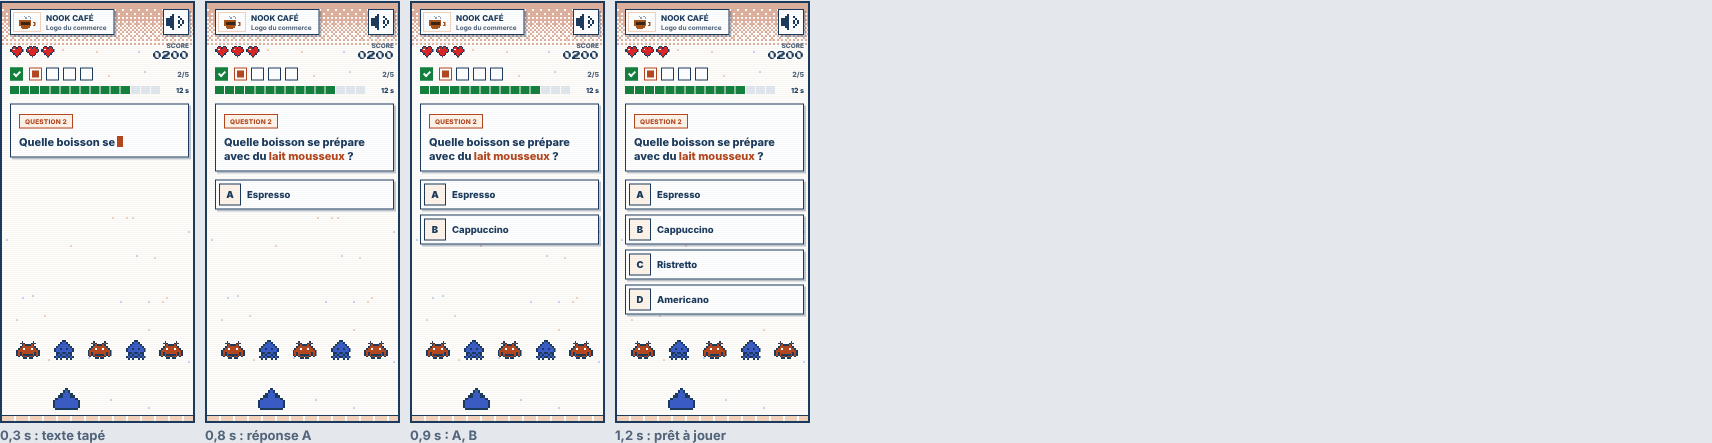 NOOK CAFÉ
Logo du commerce
SCORE
0200
2/5
12 s
QUESTION 2
Quelle boisson se
0,3 s : texte tapé
NOOK CAFÉ
Logo du commerce
SCORE
0200
2/5
12 s
QUESTION 2
Quelle boisson se prépare
avec du lait mousseux ?
A Espresso
0,8 s : réponse A
NOOK CAFÉ
Logo du commerce
SCORE
0200
2/5
12 s
QUESTION 2
Quelle boisson se prépare
avec du lait mousseux ?
A Espresso
B Cappuccino
0,9 s : A, B
NOOK CAFÉ
Logo du commerce
SCORE
0200
2/5
12 s
QUESTION 2
Quelle boisson se prépare
avec du lait mousseux ?
A Espresso
B Cappuccino
C Ristretto
D Americano
1,2 s : prêt à jouer